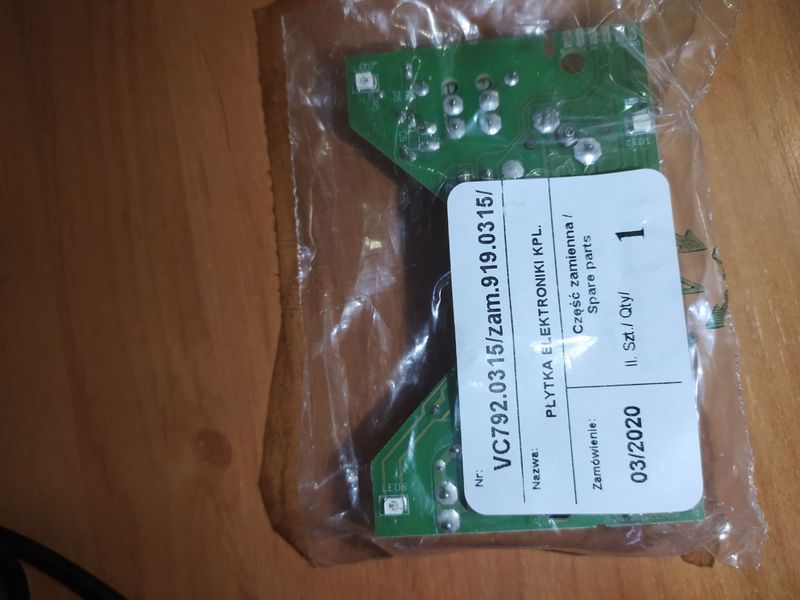 Nr:
VC792.0315/zam.919.0315/
Nazwa:
PŁYTKA ELEKTRONIKI KPL.
Zamówienie:
03/2020
Część zamienna /
Spare parts
Il. Szt./ Qty/
1
LED6
LED1